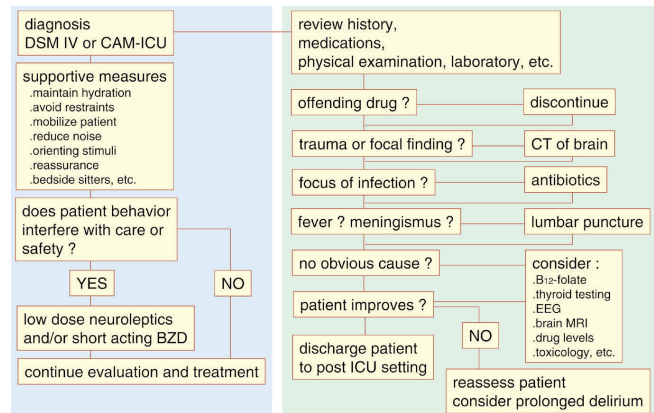 diagnosis
DSM IV or CAM-ICU
supportive measures
.maintain hydration
.avoid restraints
.mobilize patient
.reduce noise
.orienting stimuli
.reassurance
.bedside sitters, etc.
does patient behavior
interfere with care or
safety ?
YES
NO
low dose neuroleptics
and/or short acting BZD
continue evaluation and treatment
review history,
medications,
physical examination, laboratory, etc.
offending drug ?
discontinue
trauma or focal finding ?
CT of brain
focus of infection ?
antibiotics
fever ? meningismus ?
lumbar puncture
no obvious cause ?
consider :
.B12-folate
.thyroid testing
.EEG
.brain MRI
.drug levels
.toxicology, etc.
patient improves ?
NO
discharge patient
to post ICU setting
reassess patient
consider prolonged delirium